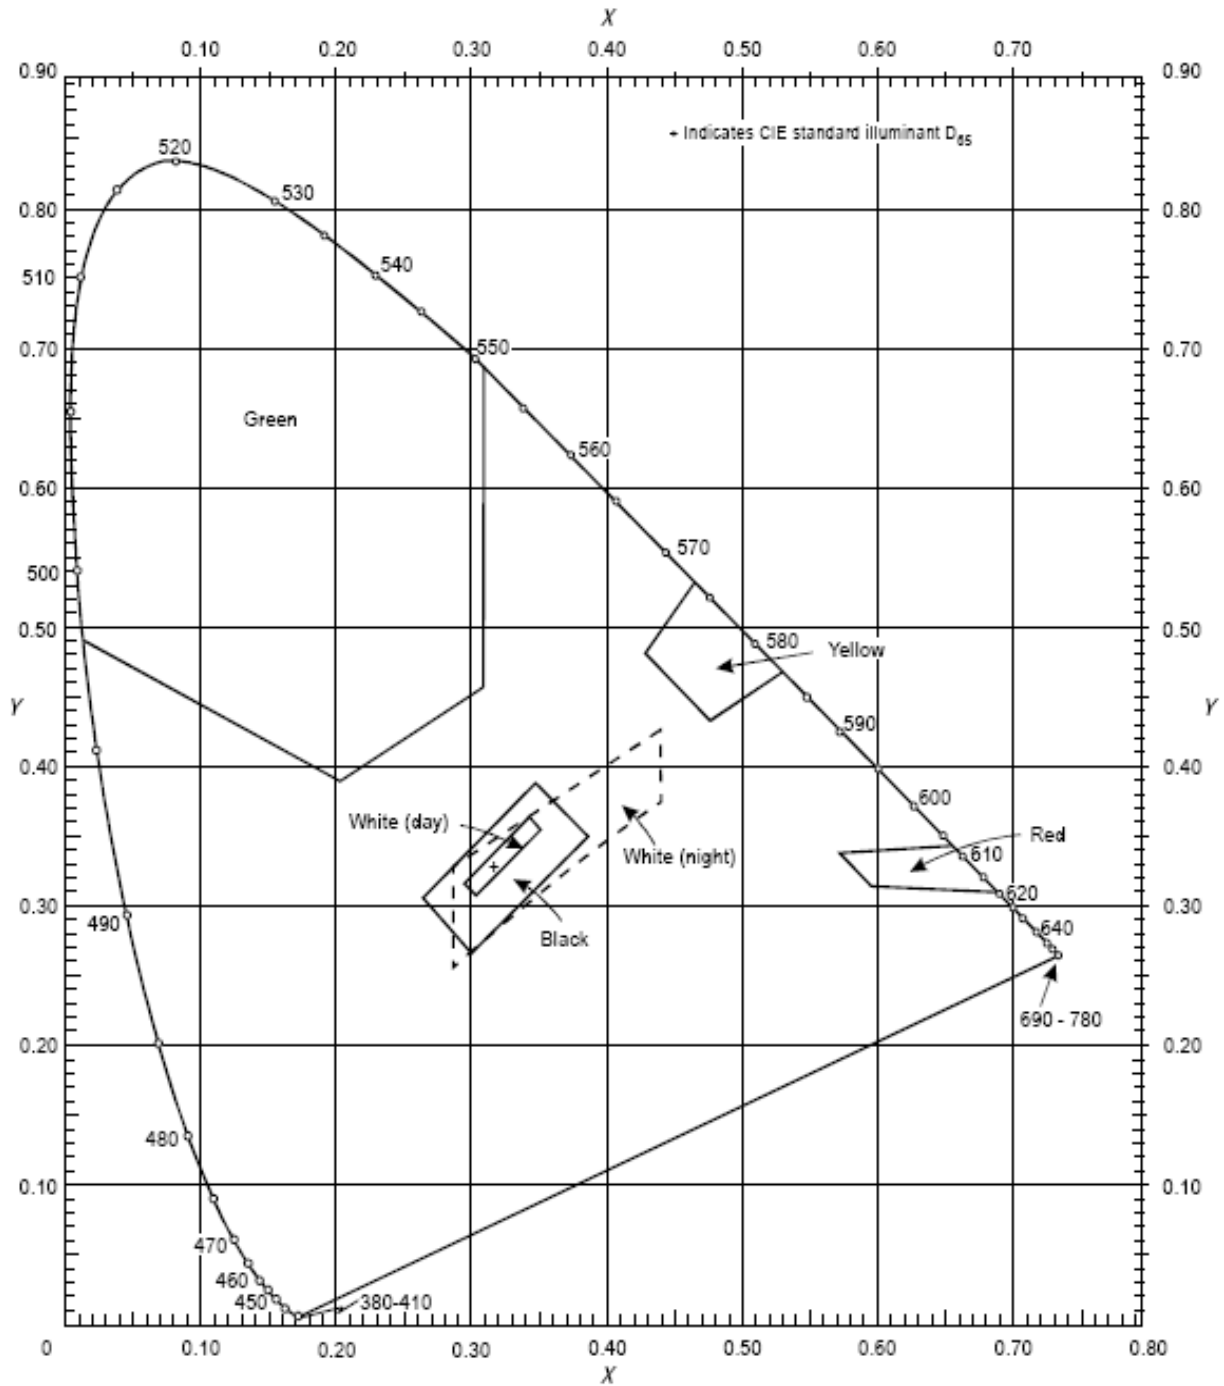 X
0.10 0.20 0.30 0.40 0.50 0.60 0.70
0.90 0.90
+ Indicates CIE standard illuminant D65
520
530
0.80 0.80
540
510
550
0.70 0.70
Green
560
0.60 0.60
570
500
0.50 0.50
580 Yellow
Y Y
590
0.40 0.40
600
White (day)
Red
610
White (night)
620
0.30 0.30
490
640
Black
690 - 780
0.20 0.20
480
0.10 0.10
470
460
450 380-410
0 0.10 0.20 0.30 0.40 0.50 0.60 0.70 0.80
X